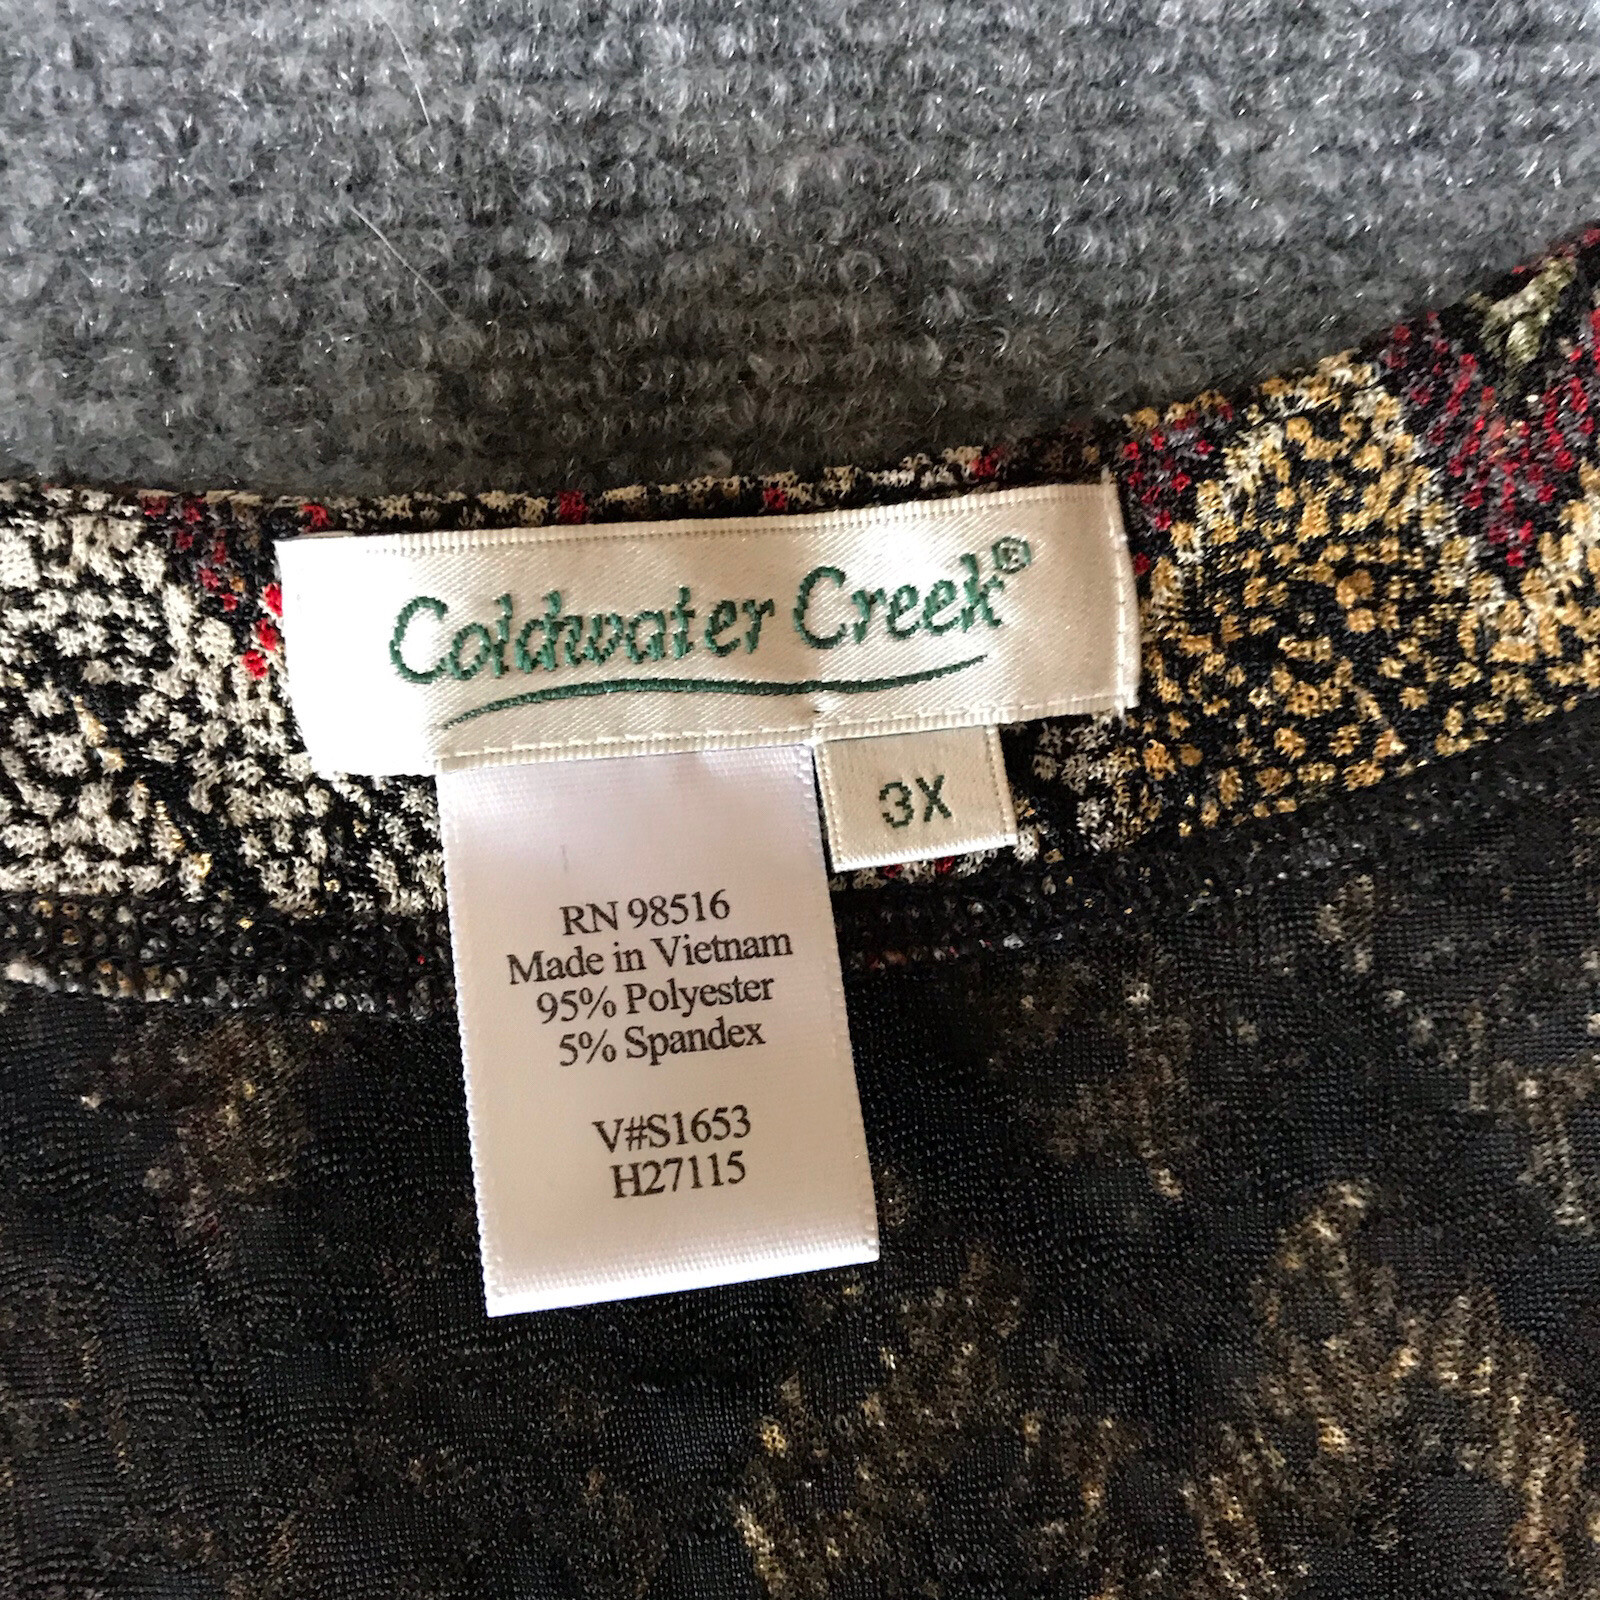 Coldwater Creek®
3X
RN 98516
Made in Vietnam
95% Polyester
5% Spandex
V#S1653
H27115